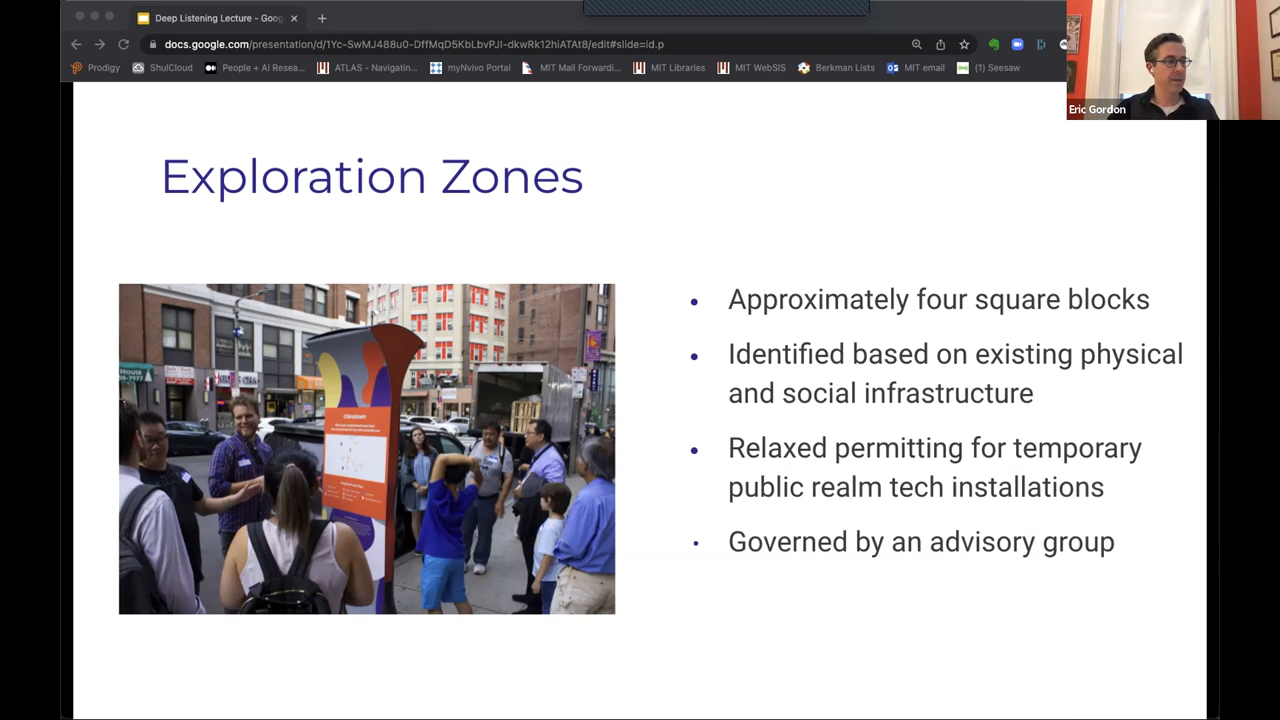 Deep Listening Lecture - Goog
docs.google.com/presentation/d/1Yc-SwMJ488u0-DffMqD5KbLbvPJI-dkwRk12hiATAt8/edit#slide=id.p
Prodigy
ShulCloud
People + AI Resea...
ATLAS - Navigatin...
myNvivo Portal
MIT Mail Forwardi...
MIT Libraries
MIT WebSIS
Berkman Lists
MIT email
(1) Seesaw
Eric Gordon
Exploration Zones
• Approximately four square blocks
• Identified based on existing physical
and social infrastructure
• Relaxed permitting for temporary
public realm tech installations
• Governed by an advisory group
HOUSE
Chinatown